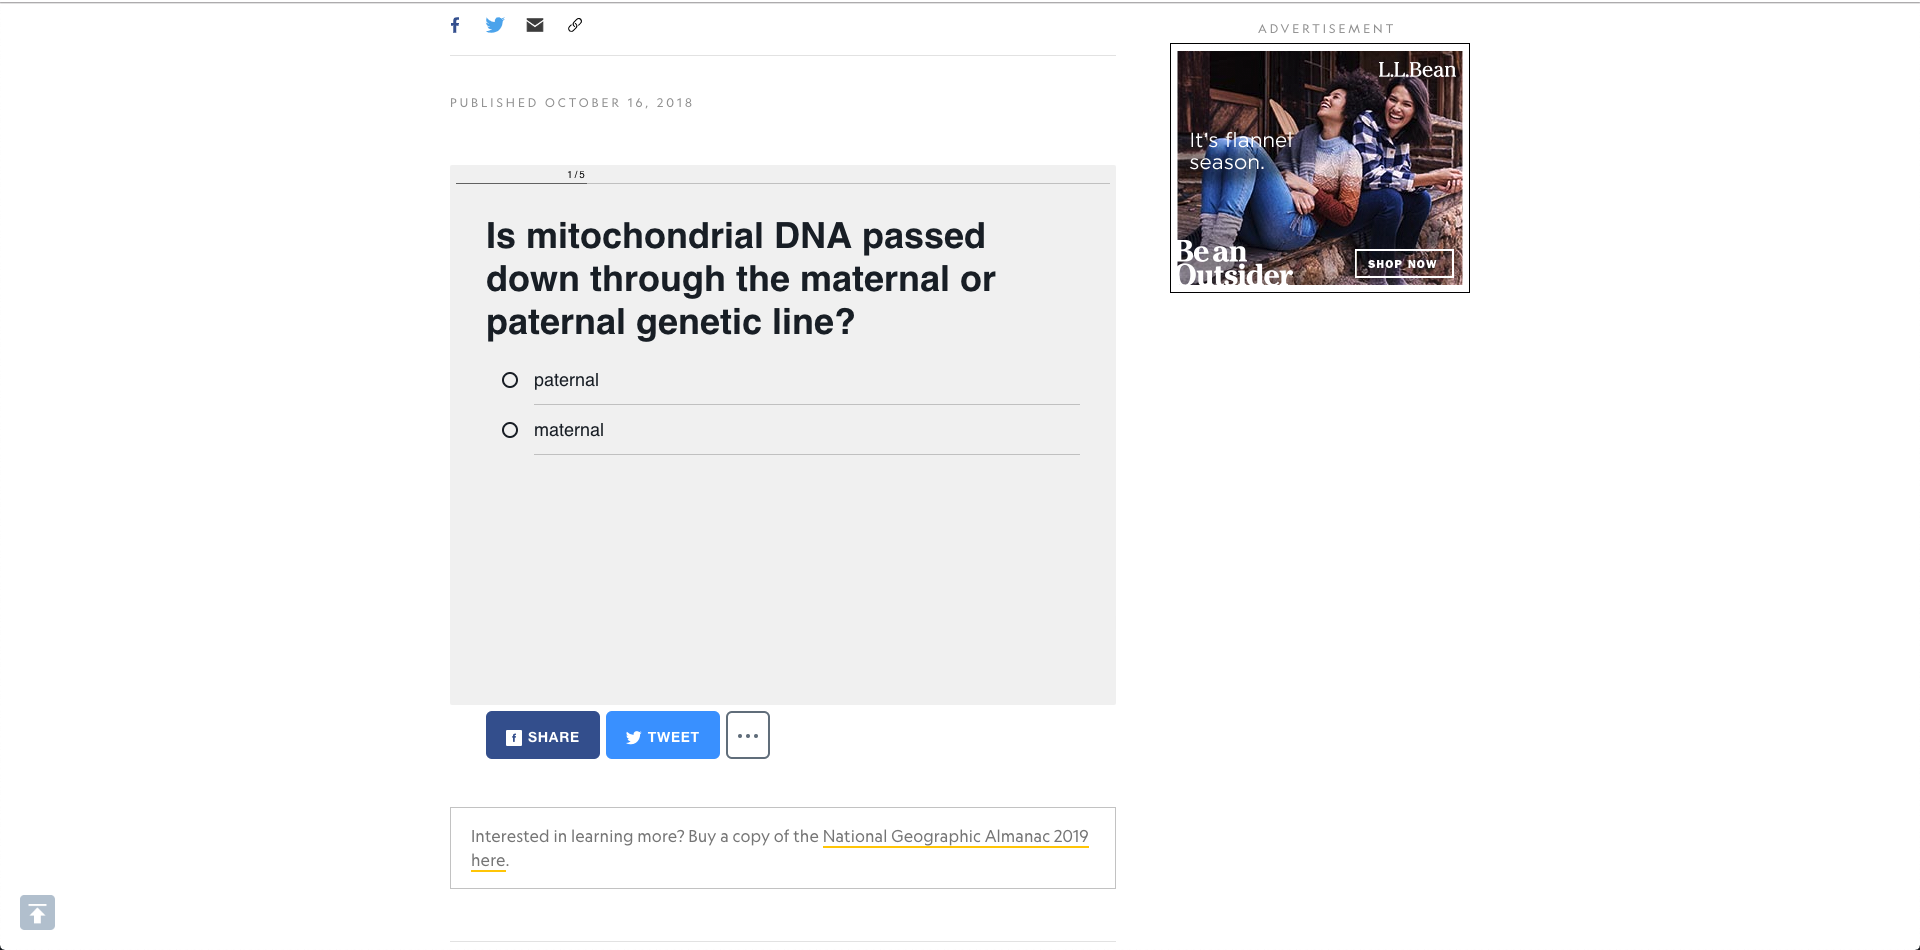 ADVERTISEMENT
L.L.Bean
It's flannel
season.
Be an
Outsider
SHOP NOW
PUBLISHED OCTOBER 16, 2018
1/5
Is mitochondrial DNA passed
down through the maternal or
paternal genetic line?
paternal
maternal
f SHARE
TWEET
Interested in learning more? Buy a copy of the National Geographic Almanac 2019
here.